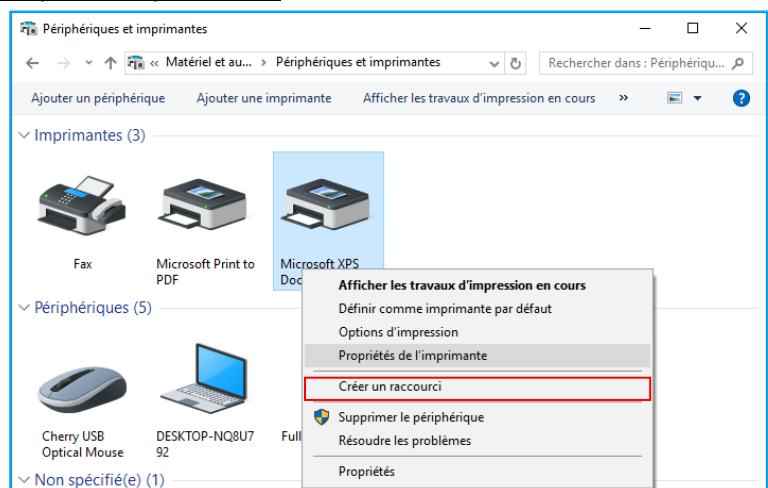 Périphériques et imprimantes
« Matériel et au... > Périphériques et imprimantes
Rechercher dans : Périphériqu...
Ajouter un périphérique Ajouter une imprimante Afficher les travaux d'impression en cours »
Imprimantes (3)
Fax
Microsoft Print to
PDF
Microsoft XPS
Doc
Afficher les travaux d'impression en cours
Définir comme imprimante par défaut
Options d'impression
Propriétés de l'imprimante
Créer un raccourci
Supprimer le périphérique
Résoudre les problèmes
Propriétés
Périphériques (5)
Cherry USB
Optical Mouse
DESKTOP-NQ8U7
92
Full
Non spécifié(e) (1)